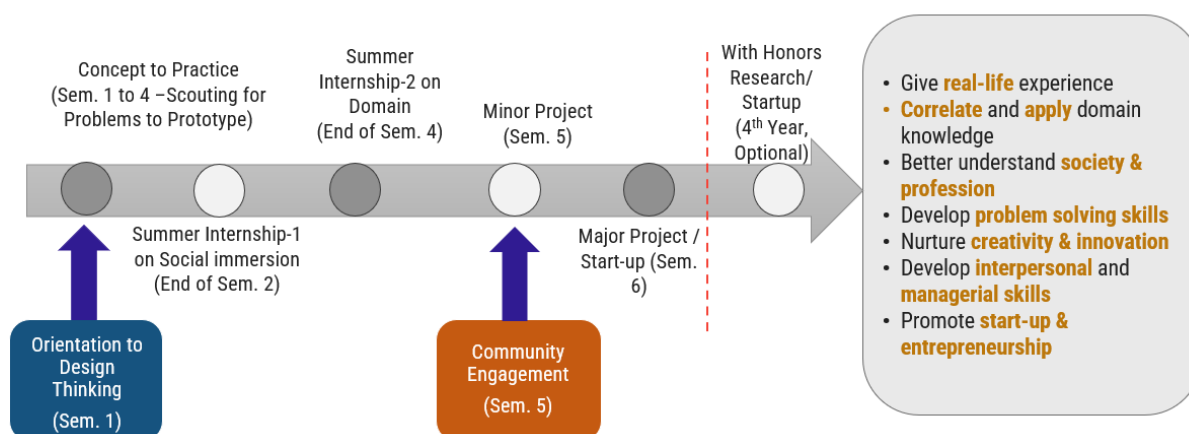 Concept to Practice
(Sem. 1 to 4 –Scouting for
Problems to Prototype)
Summer
Internship-2 on
Domain
(End of Sem. 4)
Minor Project
(Sem. 5)
With Honors
Research/
Startup
(4th Year,
Optional)
Summer Internship-1
on Social immersion
(End of Sem. 2)
Major Project /
Start-up (Sem.
6)
Orientation to
Design
Thinking
(Sem. 1)
Community
Engagement
(Sem. 5)
• Give real-life experience
• Correlate and apply domain
knowledge
• Better understand society &
profession
• Develop problem solving skills
• Nurture creativity & innovation
• Develop interpersonal and
managerial skills
• Promote start-up &
entrepreneurship